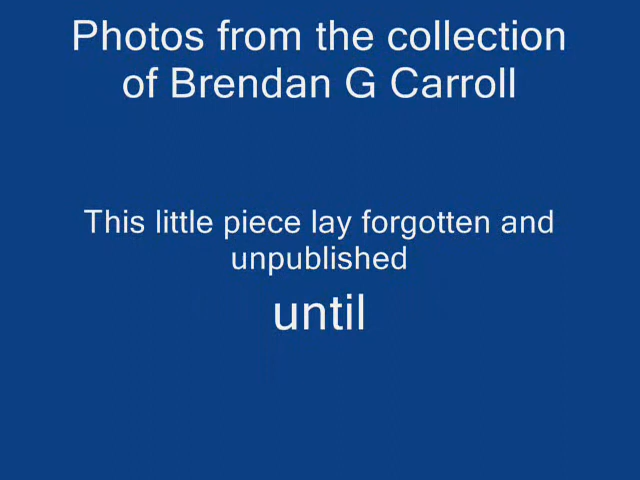 Photos from the collection
of Brendan G Carroll
This little piece lay forgotten and
unpublished
until